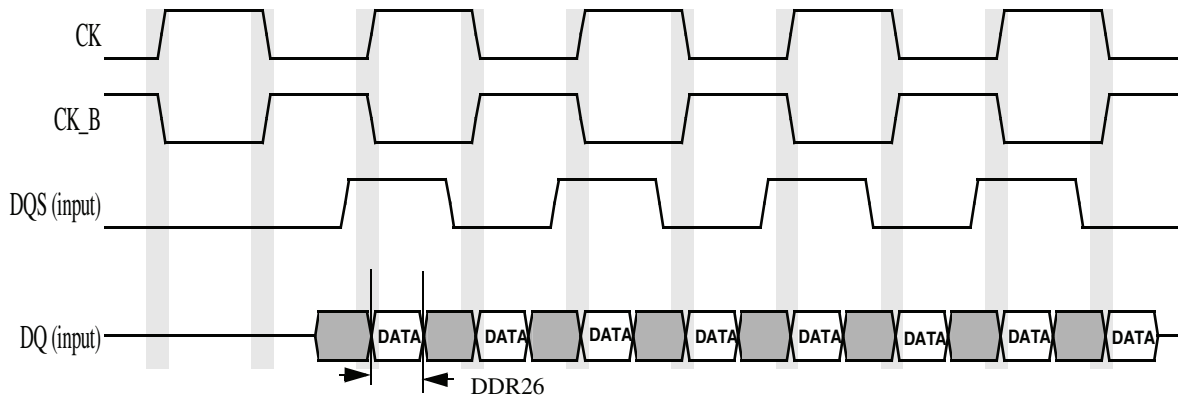 CK
CK_B
DQS (input)
DQ (input)
DATA DATA DATA DATA DATA DATA DATA DATA
DDR26